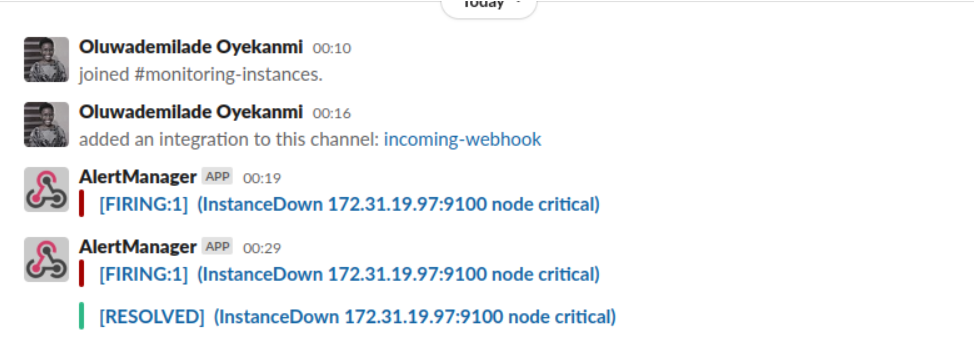 Today
Oluwademilade Oyekanmi 00:10
joined #monitoring-instances.
Oluwademilade Oyekanmi 00:16
added an integration to this channel: incoming-webhook
AlertManager APP 00:19
[FIRING:1] (InstanceDown 172.31.19.97:9100 node critical)
AlertManager APP 00:29
[FIRING:1] (InstanceDown 172.31.19.97:9100 node critical)
[RESOLVED] (InstanceDown 172.31.19.97:9100 node critical)